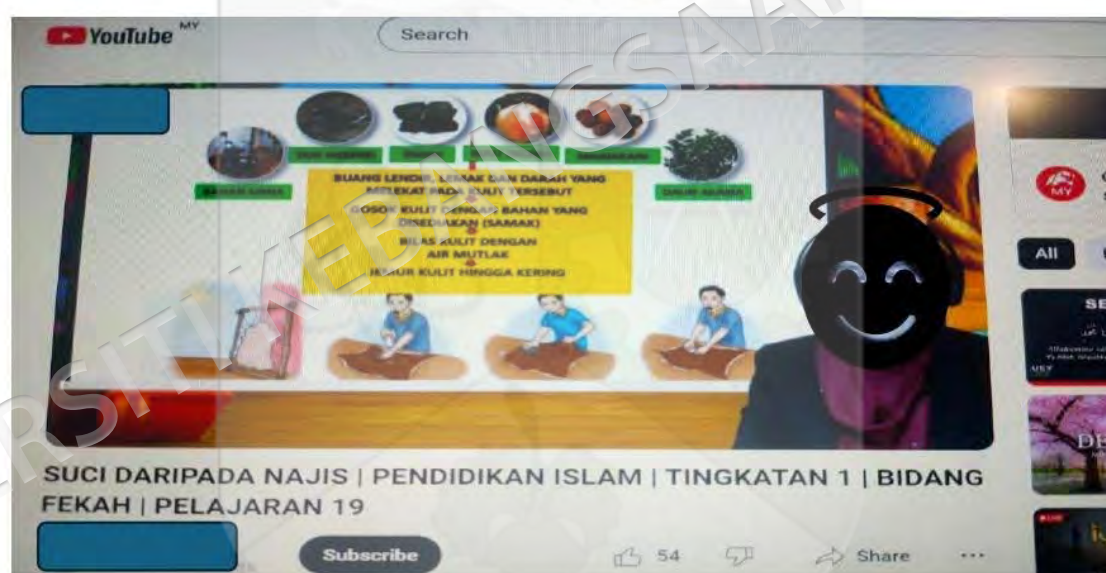 YouTube MY
Search
BUANG LENDIR, LEMAK DAN DARAH YANG
MELEKAT PADA KULIT TERSEBUT
GOSOK KULIT DENGAN BAHAN YANG
DISEDIAKAN (SAMAK)
BILAS KULIT DENGAN
AIR MUTLAK
JEMUR KULIT HINGGA KERING
MY
All
SUCI DARIPADA NAJIS | PENDIDIKAN ISLAM | TINGKATAN 1 | BIDANG
FEKAH | PELAJARAN 19
Subscribe
54
Share